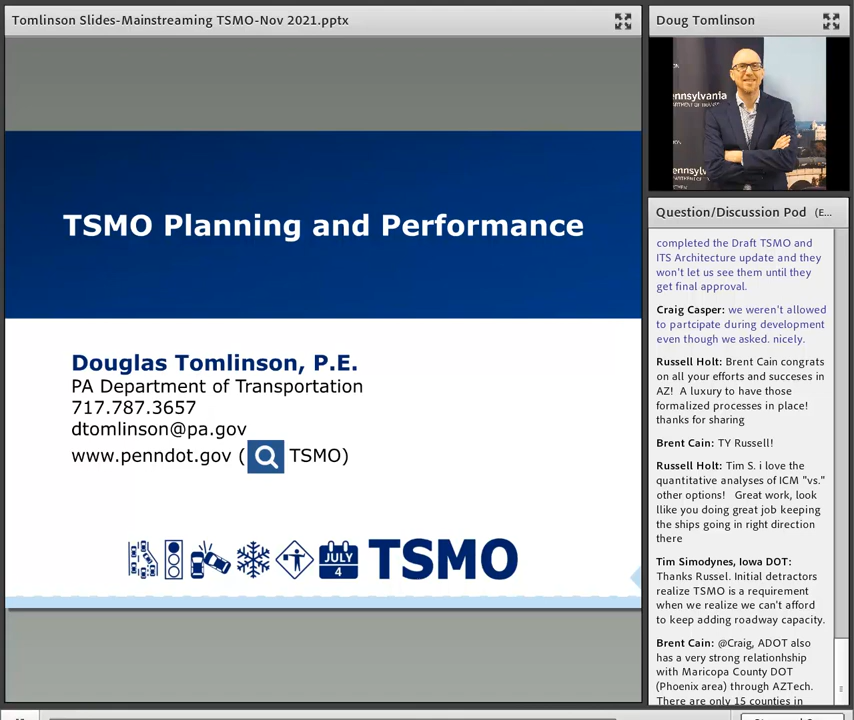 Tomlinson Slides-Mainstreaming TSMO-Nov 2021.pptx
TSMO Planning and Performance
Douglas Tomlinson, P.E.
PA Department of Transportation
717.787.3657
dtomlinson@pa.gov
www.penndot.gov ( TSMO)
JULY
4
TSMO
Doug Tomlinson
ennsylvania
Question/Discussion Pod (E...
completed the Draft TSMO and
ITS Architecture update and they
won't let us see them until they
get final approval.
Craig Casper: we weren't allowed
to partcipate during development
even though we asked. nicely.
Russell Holt: Brent Cain congrats
on all your efforts and succeses in
AZ! A luxury to have those
formalized processes in place!
thanks for sharing
Brent Cain: TY Russell!
Russell Holt: Tim S. i love the
quantitative analyses of ICM "vs."
other options! Great work, look
llike you doing great job keeping
the ships going in right direction
there
Tim Simodynes, Iowa DOT:
Thanks Russel. Initial detractors
realize TSMO is a requirement
when we realize we can't afford
to keep adding roadway capacity.
Brent Cain: @Craig, ADOT also
has a very strong relationhship
with Maricopa County DOT
(Phoenix area) through AZTech.
There are only 15 counties in